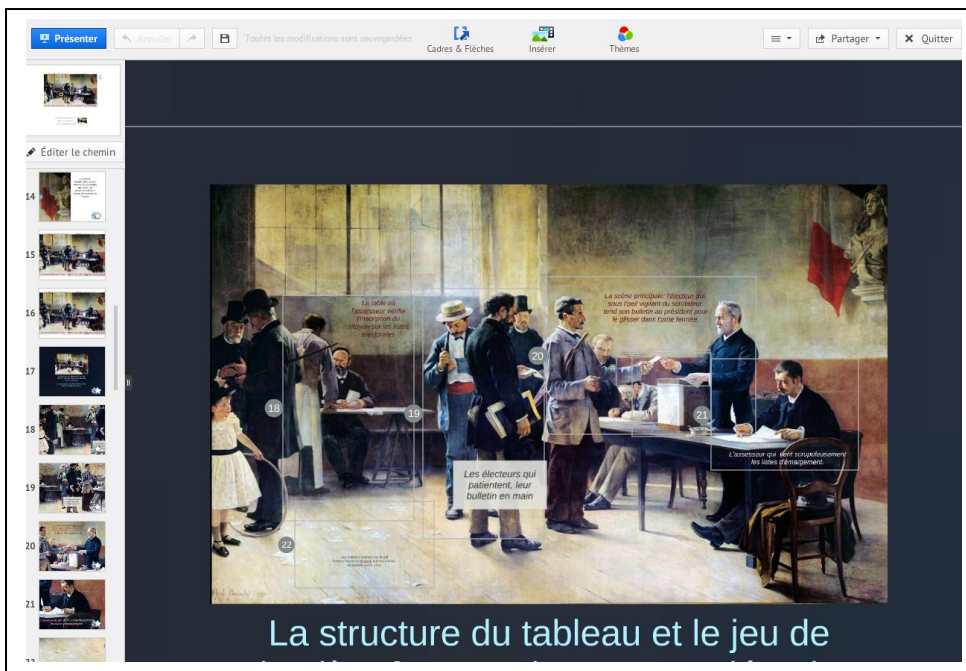 Présenter
Annuler
Toutes les modifications sont sauvegardées
Cadres & Flèches
Insérer
Thèmes
Partager
Quitter
Éditer le chemin
14
15
16
17
18
19
20
21
La table où
l'assesseur vérifie
l'inscription du
citoyen sur les listes
électorales
La scène principale: l'électeur qui,
sous l'oeil vigilant du scrutateur
tend son bulletin au président pour
le glisser dans l'urne fermée.
20
18
19
21
L'assesseur qui tient scrupuleusement
les listes d'émargement.
Les électeurs qui
patientent, leur
bulletin en main
22
La structure du tableau et le jeu de